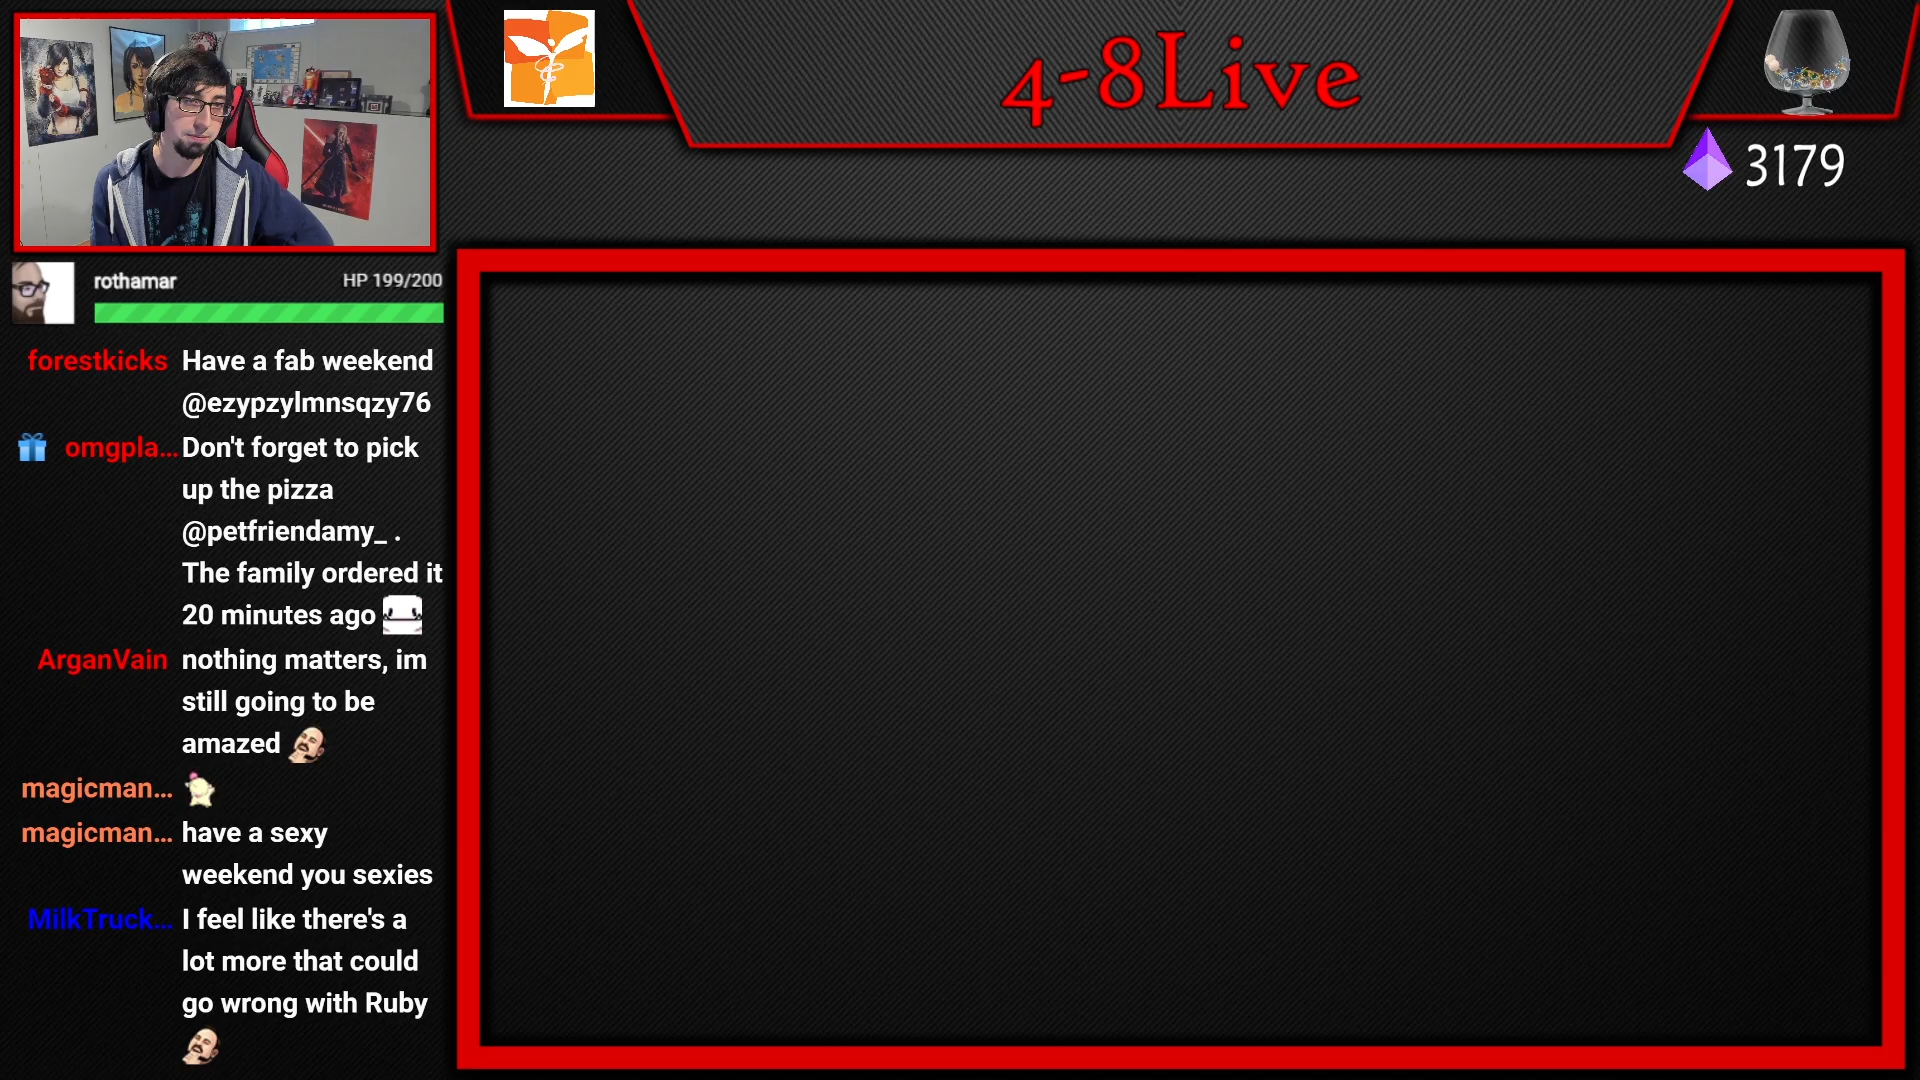 4-8Live
3179
rothamar HP 199/200
forestkicks Have a fab weekend
@ezypzylmnsqzy76
omgpla... Don't forget to pick
up the pizza
@petfriendamy_ .
The family ordered it
20 minutes ago
ArganVain nothing matters, im
still going to be
amazed
magicman...
magicman... have a sexy
weekend you sexies
MilkTruck... I feel like there's a
lot more that could
go wrong with Ruby